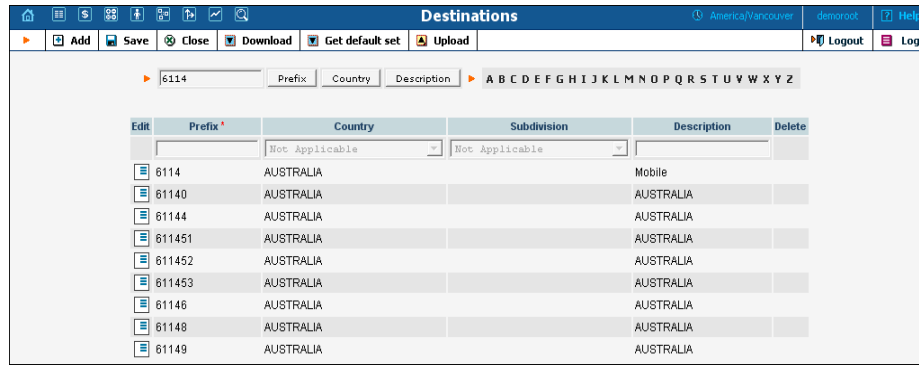 Destinations America/Vancouver demoroot Help
Add Save Close Download Get default set Upload Logout Log
6114 Prefix Country Description A B C D E F G H I J K L M N O P Q R S T U V W X Y Z
Edit Prefix* Country Subdivision Description Delete
Not Applicable Not Applicable
6114 AUSTRALIA Mobile
61140 AUSTRALIA AUSTRALIA
61144 AUSTRALIA AUSTRALIA
611451 AUSTRALIA AUSTRALIA
611452 AUSTRALIA AUSTRALIA
611453 AUSTRALIA AUSTRALIA
61146 AUSTRALIA AUSTRALIA
61148 AUSTRALIA AUSTRALIA
61149 AUSTRALIA AUSTRALIA